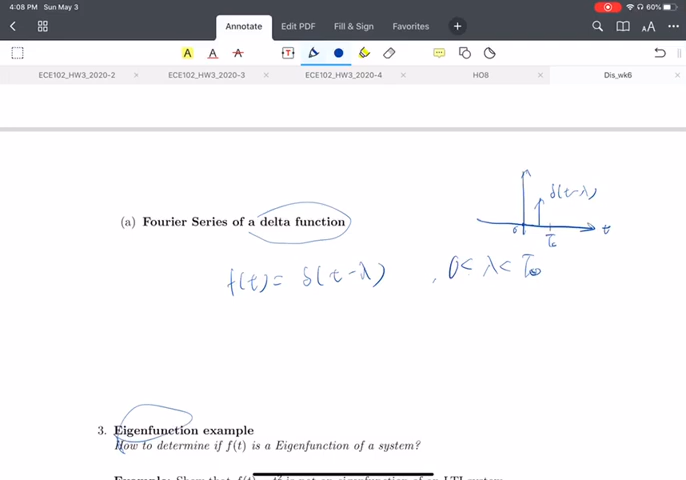 4:08 PM Sun May 3
60%
Annotate Edit PDF Fill & Sign Favorites
A A A T
AA
ECE102_HW3_2020-2 ECE102_HW3_2020-3 ECE102_HW3_2020-4 HO8 Dis_wk6
δ(t-λ)
0 T₀ t
(a) Fourier Series of a delta function
f(t) = δ(t-λ) , 0 < λ < T₀
3. Eigenfunction example
How to determine if f(t) is a Eigenfunction of a system?